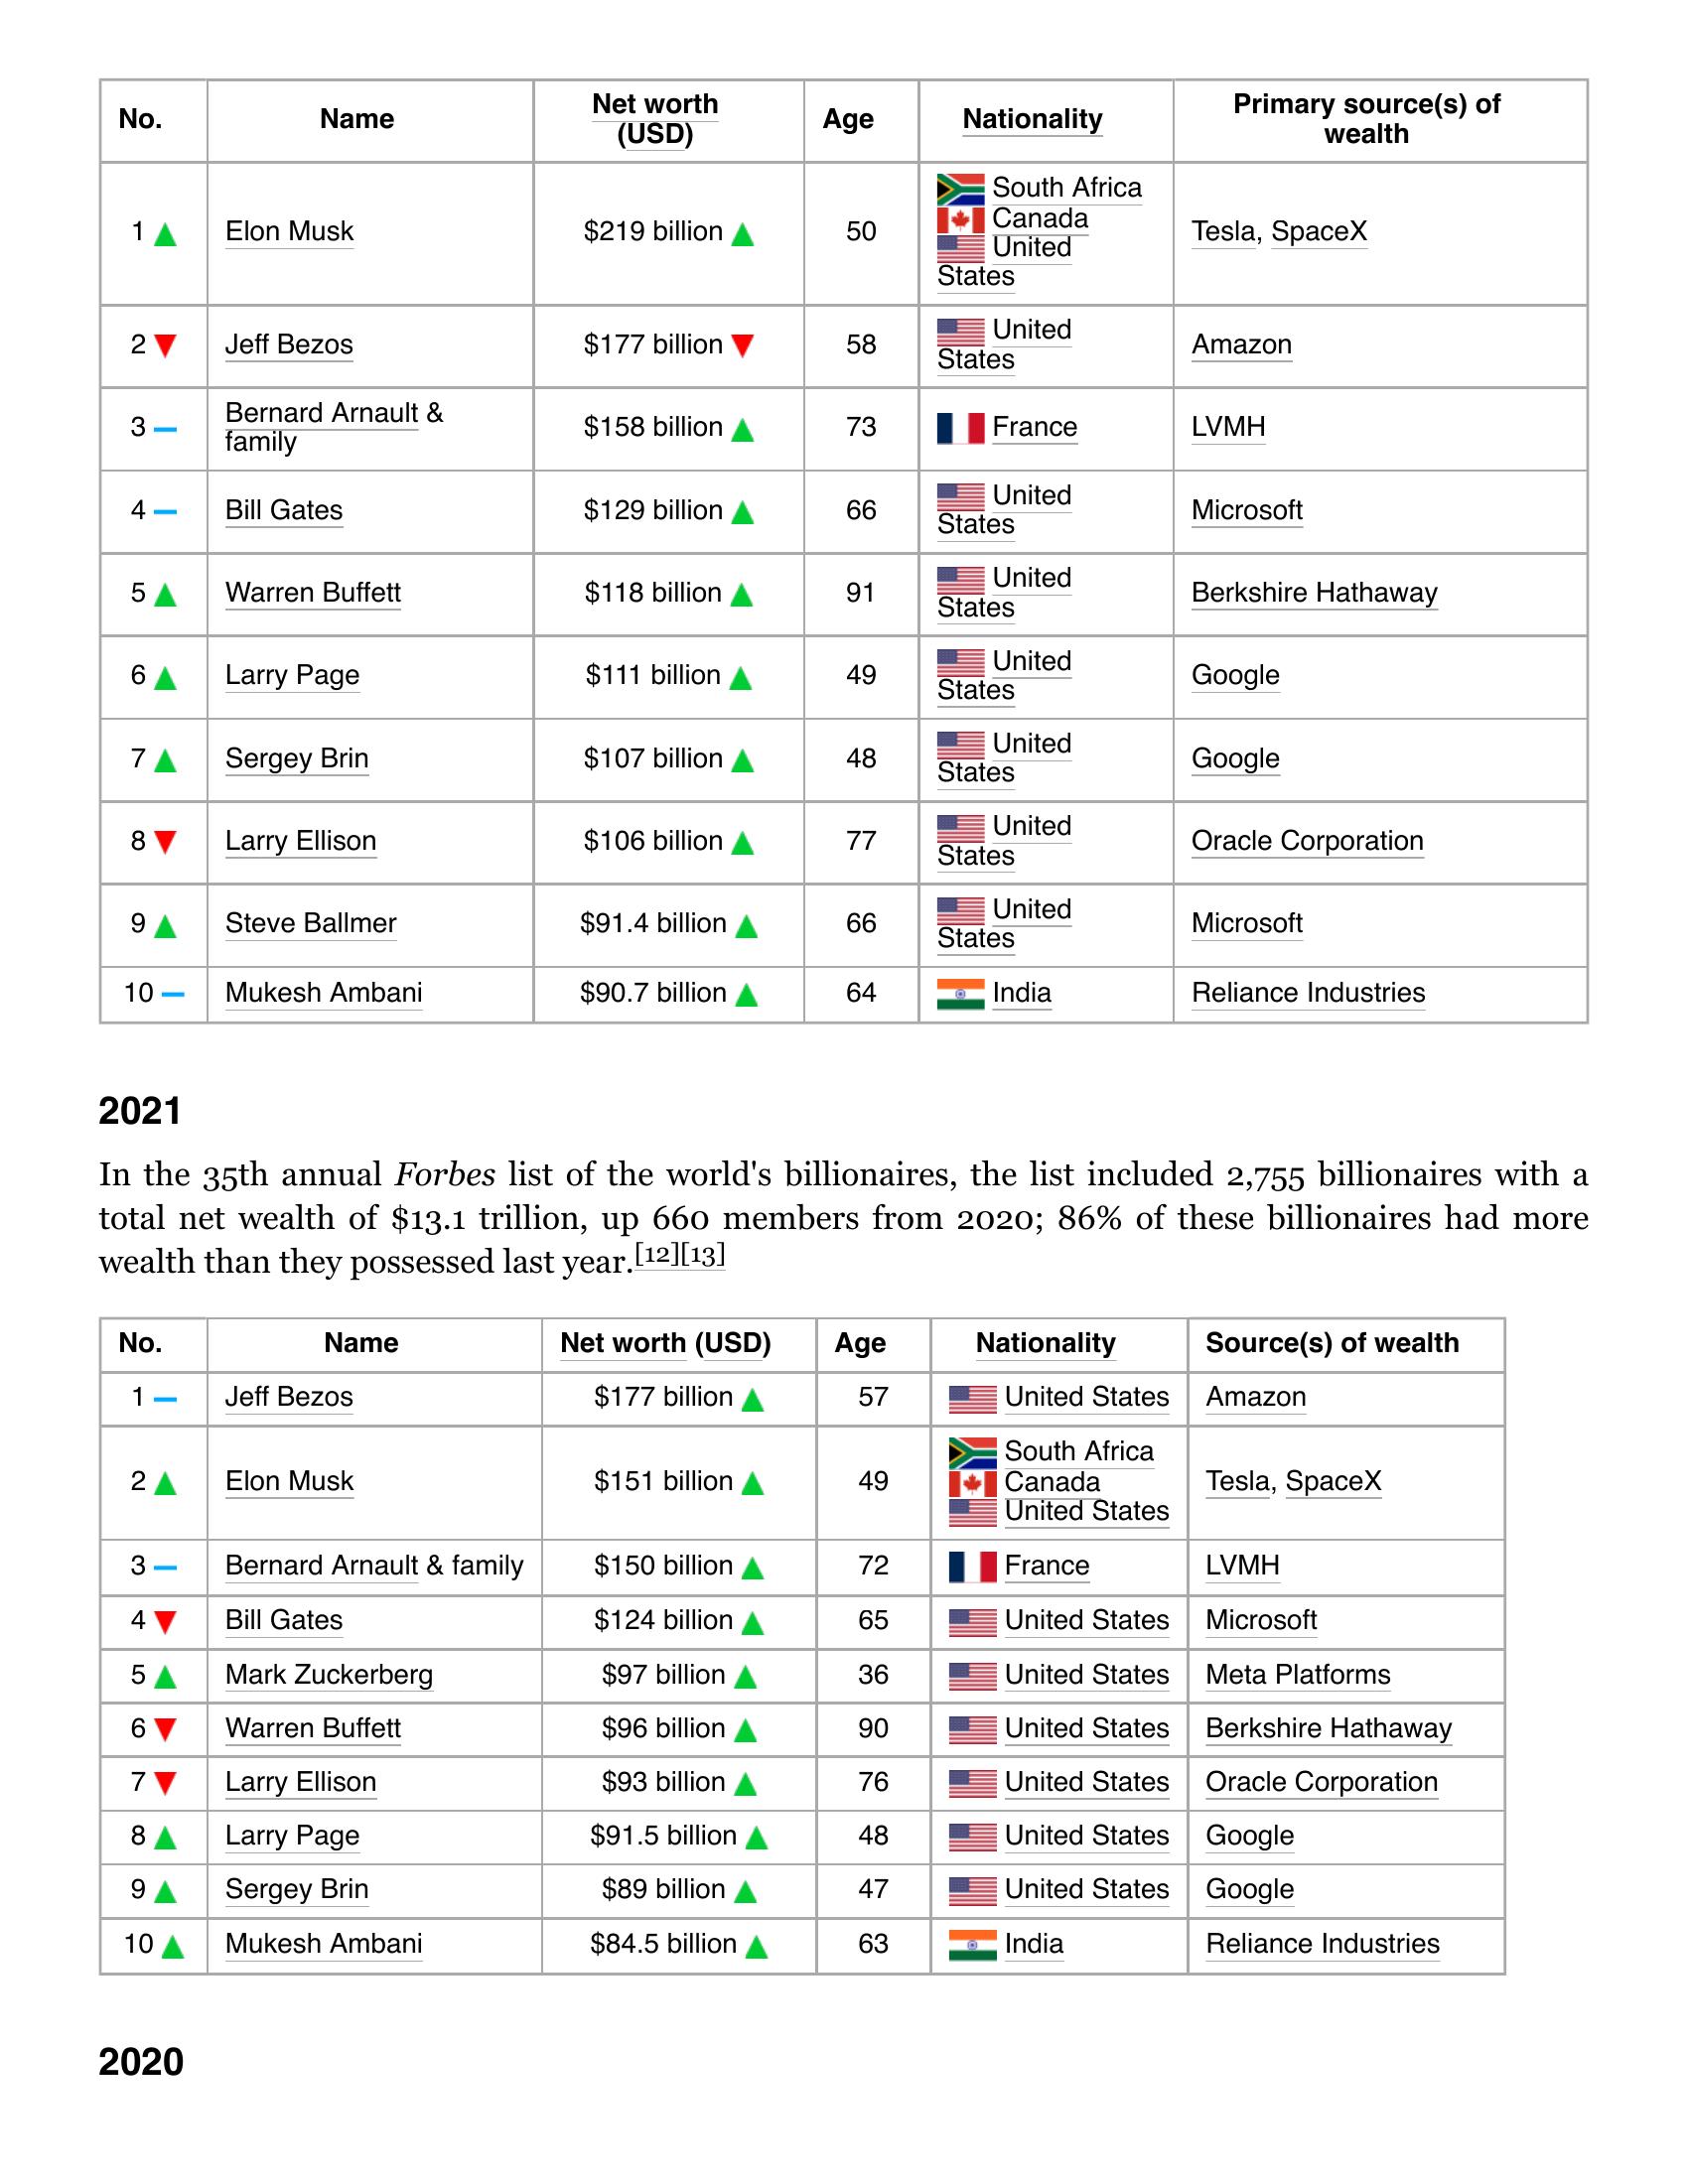 No. Name Net worth (USD) Age Nationality Primary source(s) of wealth
1 Elon Musk $219 billion 50 South Africa Canada United States Tesla, SpaceX
2 Jeff Bezos $177 billion 58 United States Amazon
3 Bernard Arnault & family $158 billion 73 France LVMH
4 Bill Gates $129 billion 66 United States Microsoft
5 Warren Buffett $118 billion 91 United States Berkshire Hathaway
6 Larry Page $111 billion 49 United States Google
7 Sergey Brin $107 billion 48 United States Google
8 Larry Ellison $106 billion 77 United States Oracle Corporation
9 Steve Ballmer $91.4 billion 66 United States Microsoft
10 Mukesh Ambani $90.7 billion 64 India Reliance Industries
2021
In the 35th annual Forbes list of the world's billionaires, the list included 2,755 billionaires with a
total net wealth of $13.1 trillion, up 660 members from 2020; 86% of these billionaires had more
wealth than they possessed last year.[12][13]
No. Name Net worth (USD) Age Nationality Source(s) of wealth
1 Jeff Bezos $177 billion 57 United States Amazon
2 Elon Musk $151 billion 49 South Africa Canada United States Tesla, SpaceX
3 Bernard Arnault & family $150 billion 72 France LVMH
4 Bill Gates $124 billion 65 United States Microsoft
5 Mark Zuckerberg $97 billion 36 United States Meta Platforms
6 Warren Buffett $96 billion 90 United States Berkshire Hathaway
7 Larry Ellison $93 billion 76 United States Oracle Corporation
8 Larry Page $91.5 billion 48 United States Google
9 Sergey Brin $89 billion 47 United States Google
10 Mukesh Ambani $84.5 billion 63 India Reliance Industries
2020